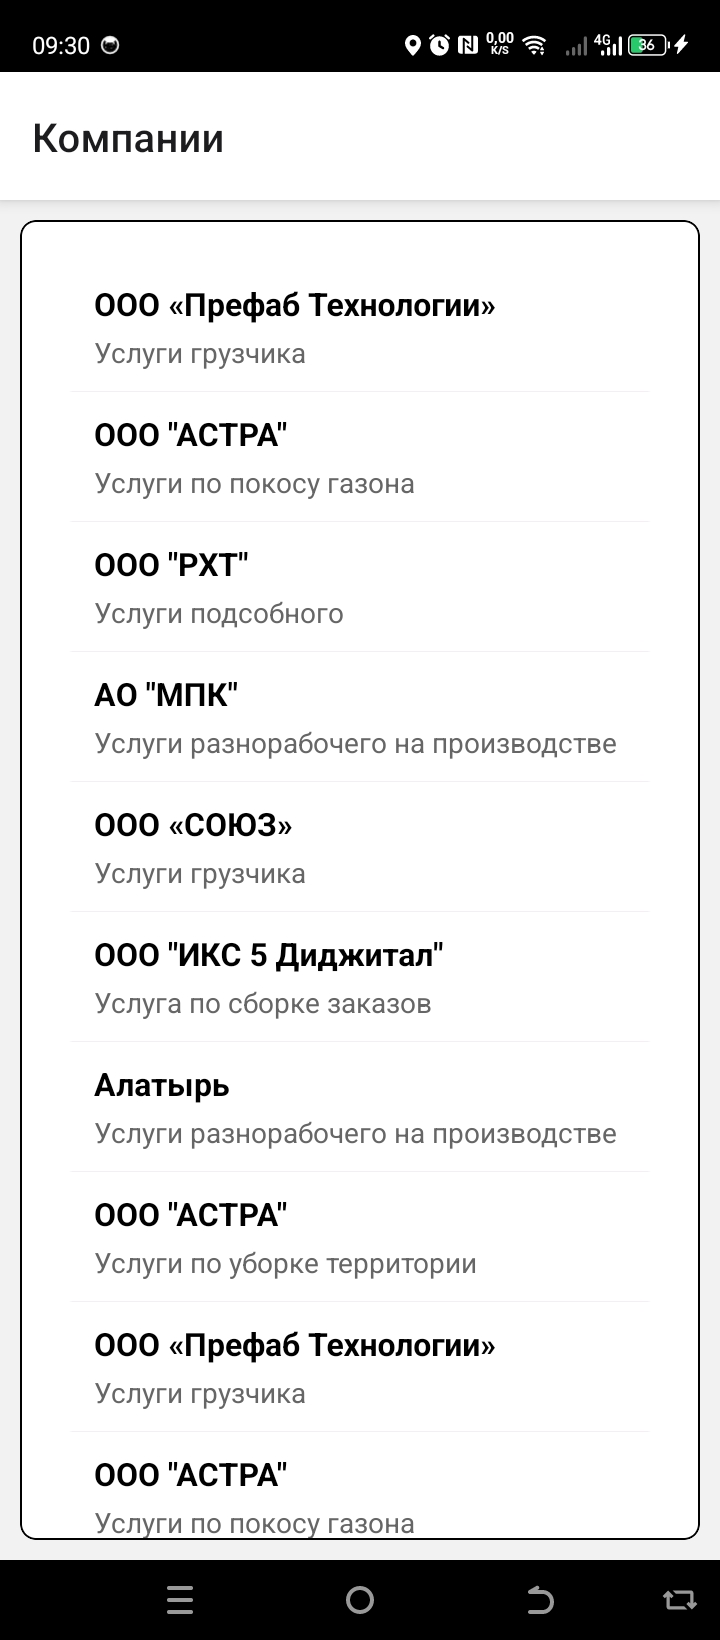 09:30
0,00
K/S
4G
36
Компании
ООО «Префаб Технологии»
Услуги грузчика
ООО "АСТРА"
Услуги по покосу газона
ООО "РХТ"
Услуги подсобного
АО "МПК"
Услуги разнорабочего на производстве
ООО «СОЮЗ»
Услуги грузчика
ООО "ИКС 5 Диджитал"
Услуга по сборке заказов
Алатырь
Услуги разнорабочего на производстве
ООО "АСТРА"
Услуги по уборке территории
ООО «Префаб Технологии»
Услуги грузчика
ООО "АСТРА"
Услуги по покосу газона